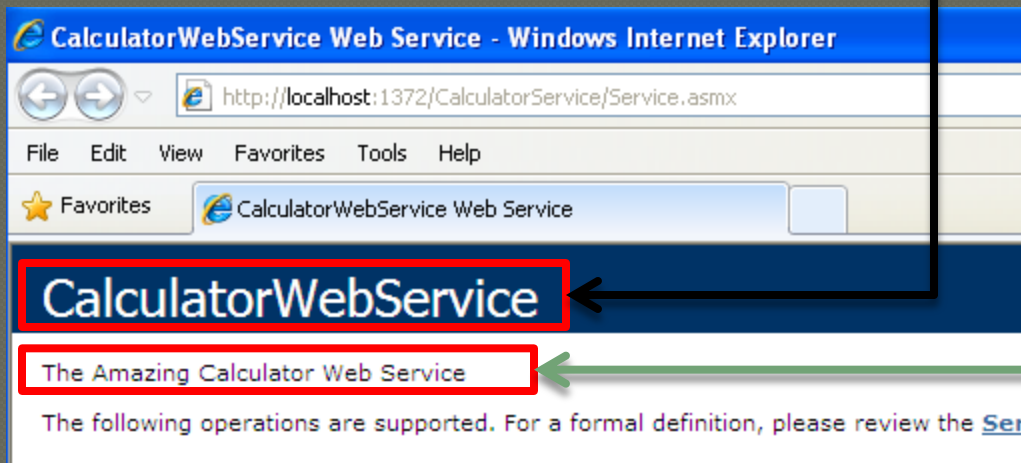 CalculatorWebService Web Service - Windows Internet Explorer
http://localhost:1372/CalculatorService/Service.asmx
File Edit View Favorites Tools Help
Favorites CalculatorWebService Web Service
CalculatorWebService
The Amazing Calculator Web Service
The following operations are supported. For a formal definition, please review the